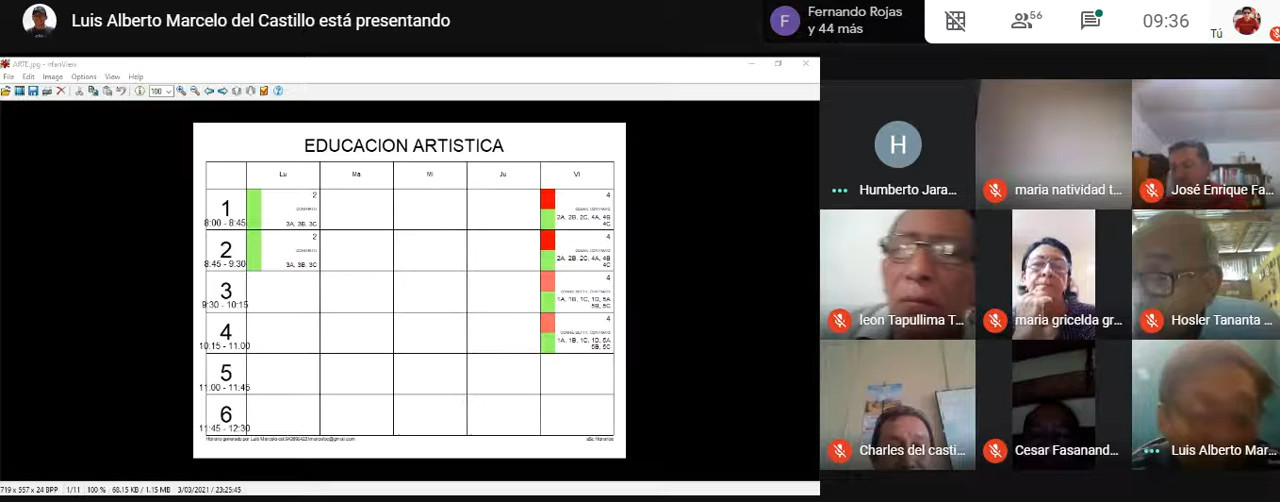 Luis Alberto Marcelo del Castillo está presentando
Fernando Rojas
y 44 más
56
09:36
Tú
ARTE.jpg - IrfanView
File Edit Image Options View Help
100
EDUCACION ARTISTICA
Lu Ma Mi Ju Vi
1
8:00 - 8:45
2
3A, 3B, 3C
4
2A, 2B, 2C, 4A, 4B
4C
2
8:45 - 9:30
2
3A, 3B, 3C
4
2A, 2B, 2C, 4A, 4B
4C
3
9:30 - 10:15
4
1A, 1B, 1C, 1D, 5A
5B, 5C
4
10:15 - 11:00
4
1A, 1B, 1C, 1D, 5A
5B, 5C
5
11:00 - 11:45
6
11:45 - 12:30
Horario generado por Luis Marcelo
aSc Horarios
719 x 557 x 24 BPP 1/11 100 % 68.15 KB / 1.15 MB 3/03/2021 / 23:25:45
H
Humberto Jara...
maria natividad t...
José Enrique Fa...
leon Tapullima T...
maria gricelda gr...
Hosler Tananta ...
Charles del casti...
Cesar Fasanand...
Luis Alberto Mar...